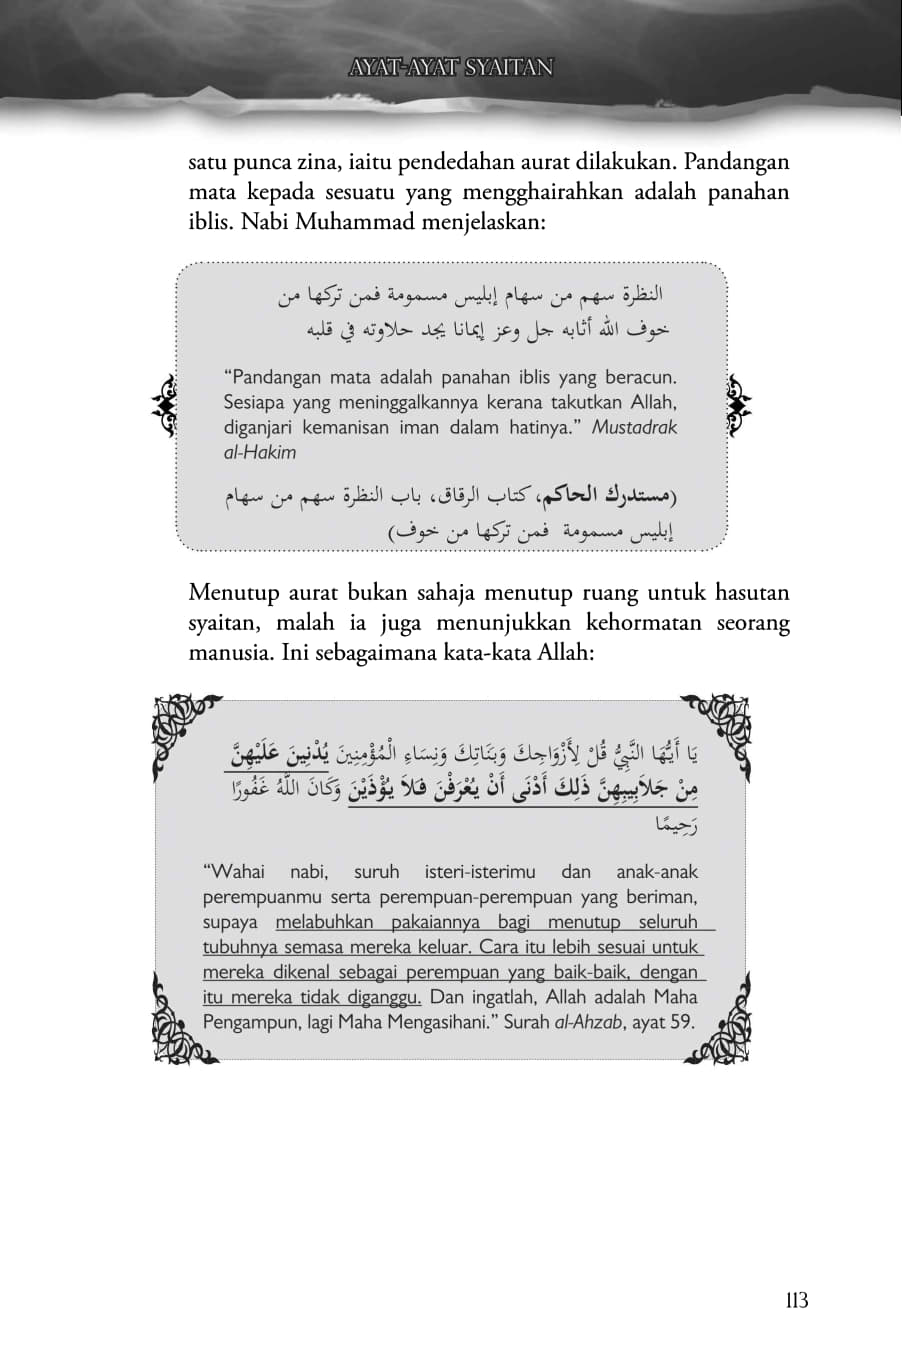 AYAT-AYAT SYAITAN
satu punca zina, iaitu pendedahan aurat dilakukan. Pandangan
mata kepada sesuatu yang mengghairahkan adalah panahan
iblis. Nabi Muhammad menjelaskan:
النظرة سهم من سهام إبليس مسمومة فمن تركها من
خوف الله أثابه جل وعز إيمانا يجد حلاوته في قلبه
“Pandangan mata adalah panahan iblis yang beracun.
Sesiapa yang meninggalkannya kerana takutkan Allah,
diganjari kemanisan iman dalam hatinya.” Mustadrak
al-Hakim
(مستدرك الحاكم، كتاب الرقاق، باب النظرة سهم من سهام
إبليس مسمومة فمن تركها من خوف)
Menutup aurat bukan sahaja menutup ruang untuk hasutan
syaitan, malah ia juga menunjukkan kehormatan seorang
manusia. Ini sebagaimana kata-kata Allah:
يَا أَيُّهَا النَّبِيُّ قُلْ لِأَزْوَاجِكَ وَبَنَاتِكَ وَنِسَاءِ الْمُؤْمِنِينَ يُدْنِينَ عَلَيْهِنَّ
مِنْ جَلَابِيبِهِنَّ ذَلِكَ أَدْنَى أَنْ يُعْرَفْنَ فَلَا يُؤْذَيْنَ وَكَانَ اللَّهُ غَفُورًا
رَحِيمًا
“Wahai nabi, suruh isteri-isterimu dan anak-anak
perempuanmu serta perempuan-perempuan yang beriman,
supaya melabuhkan pakaiannya bagi menutup seluruh
tubuhnya semasa mereka keluar. Cara itu lebih sesuai untuk
mereka dikenal sebagai perempuan yang baik-baik, dengan
itu mereka tidak diganggu. Dan ingatlah, Allah adalah Maha
Pengampun, lagi Maha Mengasihani.” Surah al-Ahzab, ayat 59.
113